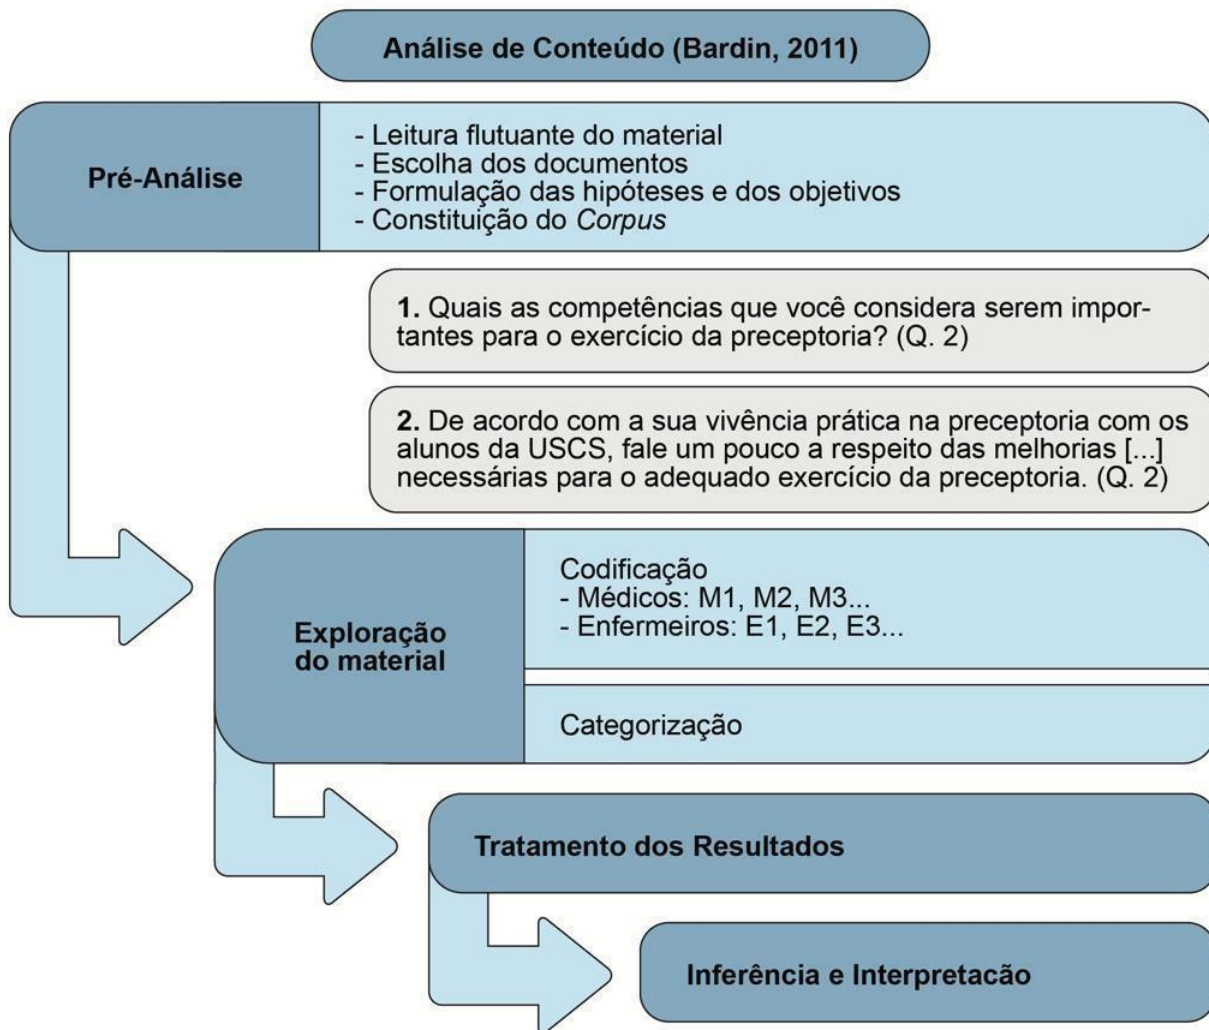 Análise de Conteúdo (Bardin, 2011)
Pré-Análise
- Leitura flutuante do material
- Escolha dos documentos
- Formulação das hipóteses e dos objetivos
- Constituição do Corpus
1. Quais as competências que você considera serem impor-
tantes para o exercício da preceptoria? (Q. 2)
2. De acordo com a sua vivência prática na preceptoria com os
alunos da USCS, fale um pouco a respeito das melhorias [...]
necessárias para o adequado exercício da preceptoria. (Q. 2)
Exploração
do material
Codificação
- Médicos: M1, M2, M3...
- Enfermeiros: E1, E2, E3...
Categorização
Tratamento dos Resultados
Inferência e Interpretacão